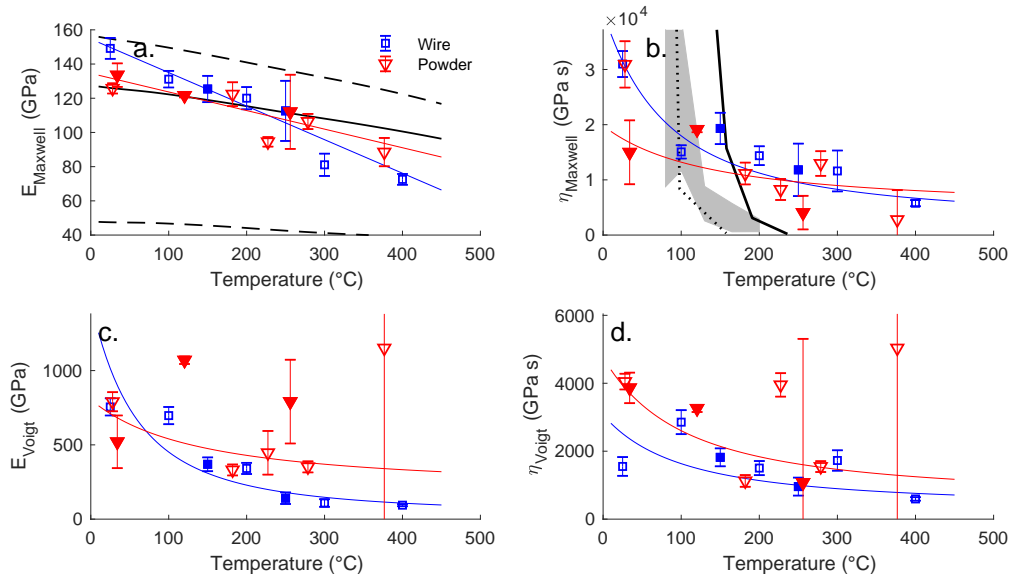 a.
160
140
120
100
80
60
40
E_Maxwell (GPa)
0 100 200 300 400 500
Temperature (°C)
Wire
Powder
×10⁴
b.
3
2
1
0
η_Maxwell (GPa s)
0 100 200 300 400 500
Temperature (°C)
c.
1000
500
0
E_Voigt (GPa)
0 100 200 300 400 500
Temperature (°C)
d.
6000
4000
2000
0
η_Voigt (GPa s)
0 100 200 300 400 500
Temperature (°C)